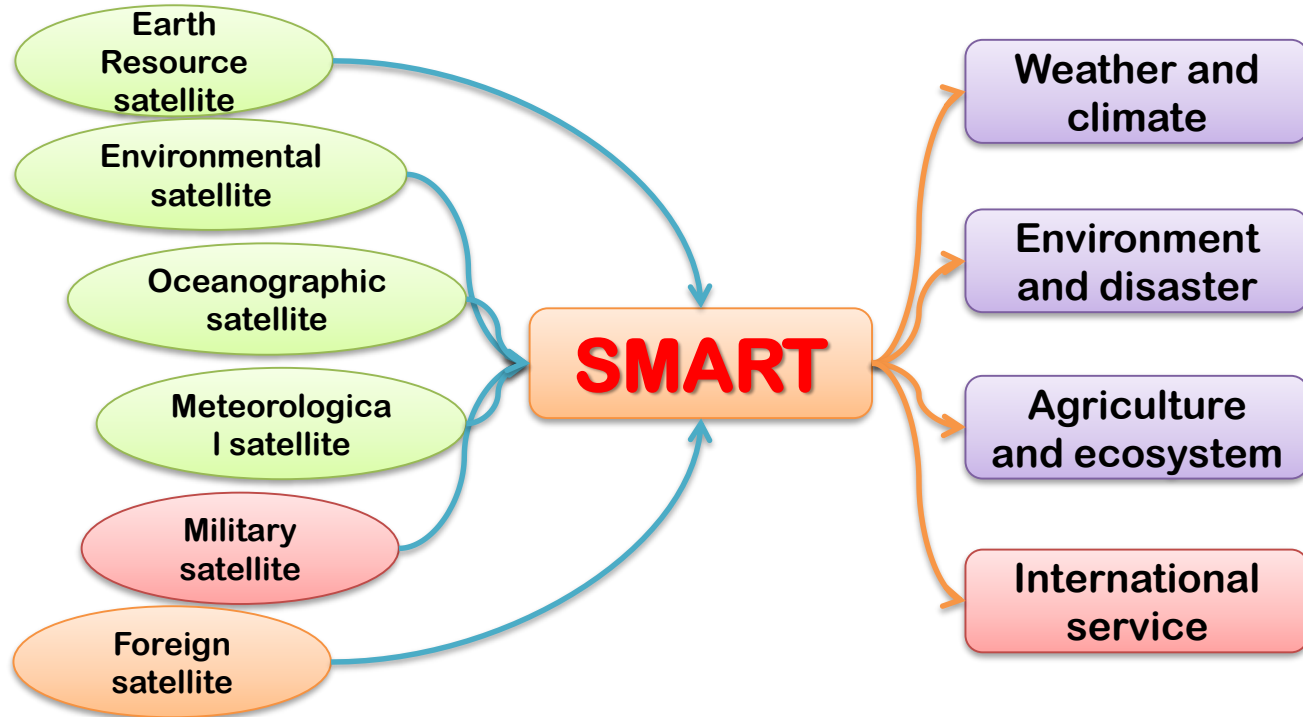 Earth
Resource
satellite
Environmental
satellite
Oceanographic
satellite
Meteorologica
l satellite
Military
satellite
Foreign
satellite
SMART
Weather and
climate
Environment
and disaster
Agriculture
and ecosystem
International
service